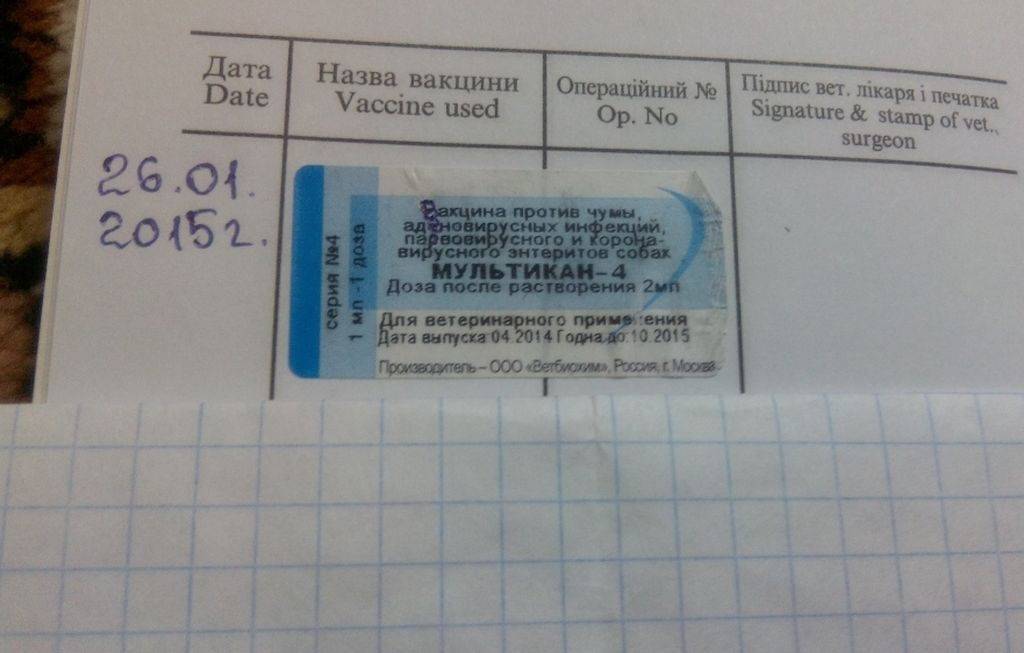 Дата
Date
Назва вакцини
Vaccine used
Операційний №
Op. No
Підпис вет. лікаря і печатка
Signature & stamp of vet..
surgeon
26.01.
2015г.
серия №4
1 мл -1 доза
Вакцина против чумы,
аденовирусных инфекций,
парвовирусного и корона-
вирусного энтеритов собак
МУЛЬТИКАН-4
Доза после растворения 2мл
Для ветеринарного применения
Дата выпуска 04.2014 Годна до:10.2015
Производитель – ООО «Ветбиохим», Россия, г. Москва